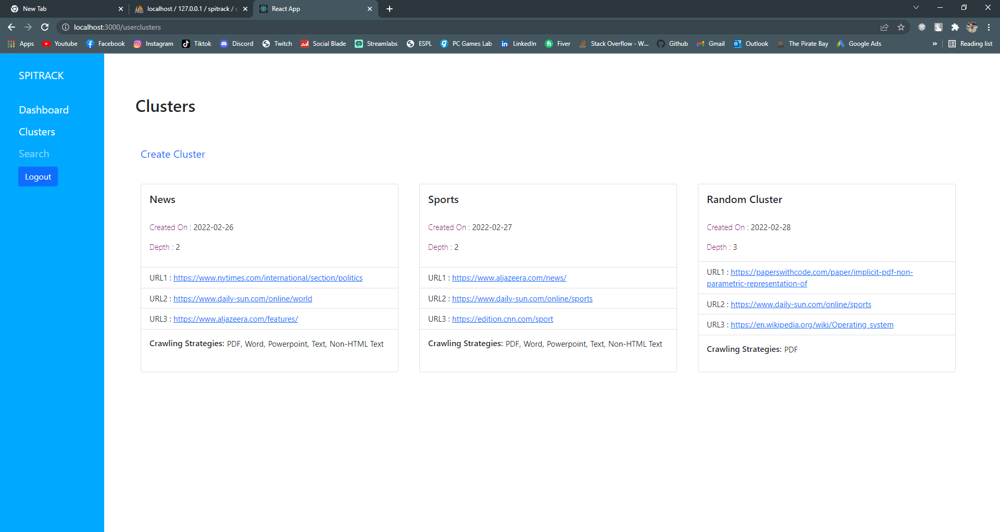 New Tab
localhost / 127.0.0.1 / spitrack / c
React App
localhost:3000/userclusters
Apps Youtube Facebook Instagram Tiktok Discord Twitch Social Blade Streamlabs ESPL PC Games Lab LinkedIn Fiver Stack Overflow - W... Github Gmail Outlook The Pirate Bay Google Ads » Reading list
SPITRACK
Dashboard
Clusters
Search
Logout
Clusters
Create Cluster
News
Created On : 2022-02-26
Depth : 2
URL1 : https://www.nytimes.com/international/section/politics
URL2 : https://www.daily-sun.com/online/world
URL3 : https://www.aljazeera.com/features/
Crawling Strategies: PDF, Word, Powerpoint, Text, Non-HTML Text
Sports
Created On : 2022-02-27
Depth : 2
URL1 : https://www.aljazeera.com/news/
URL2 : https://www.daily-sun.com/online/sports
URL3 : https://edition.cnn.com/sport
Crawling Strategies: PDF, Word, Powerpoint, Text, Non-HTML Text
Random Cluster
Created On : 2022-02-28
Depth : 3
URL1 : https://paperswithcode.com/paper/implicit-pdf-non-
parametric-representation-of
URL2 : https://www.daily-sun.com/online/sports
URL3 : https://en.wikipedia.org/wiki/Operating_system
Crawling Strategies: PDF